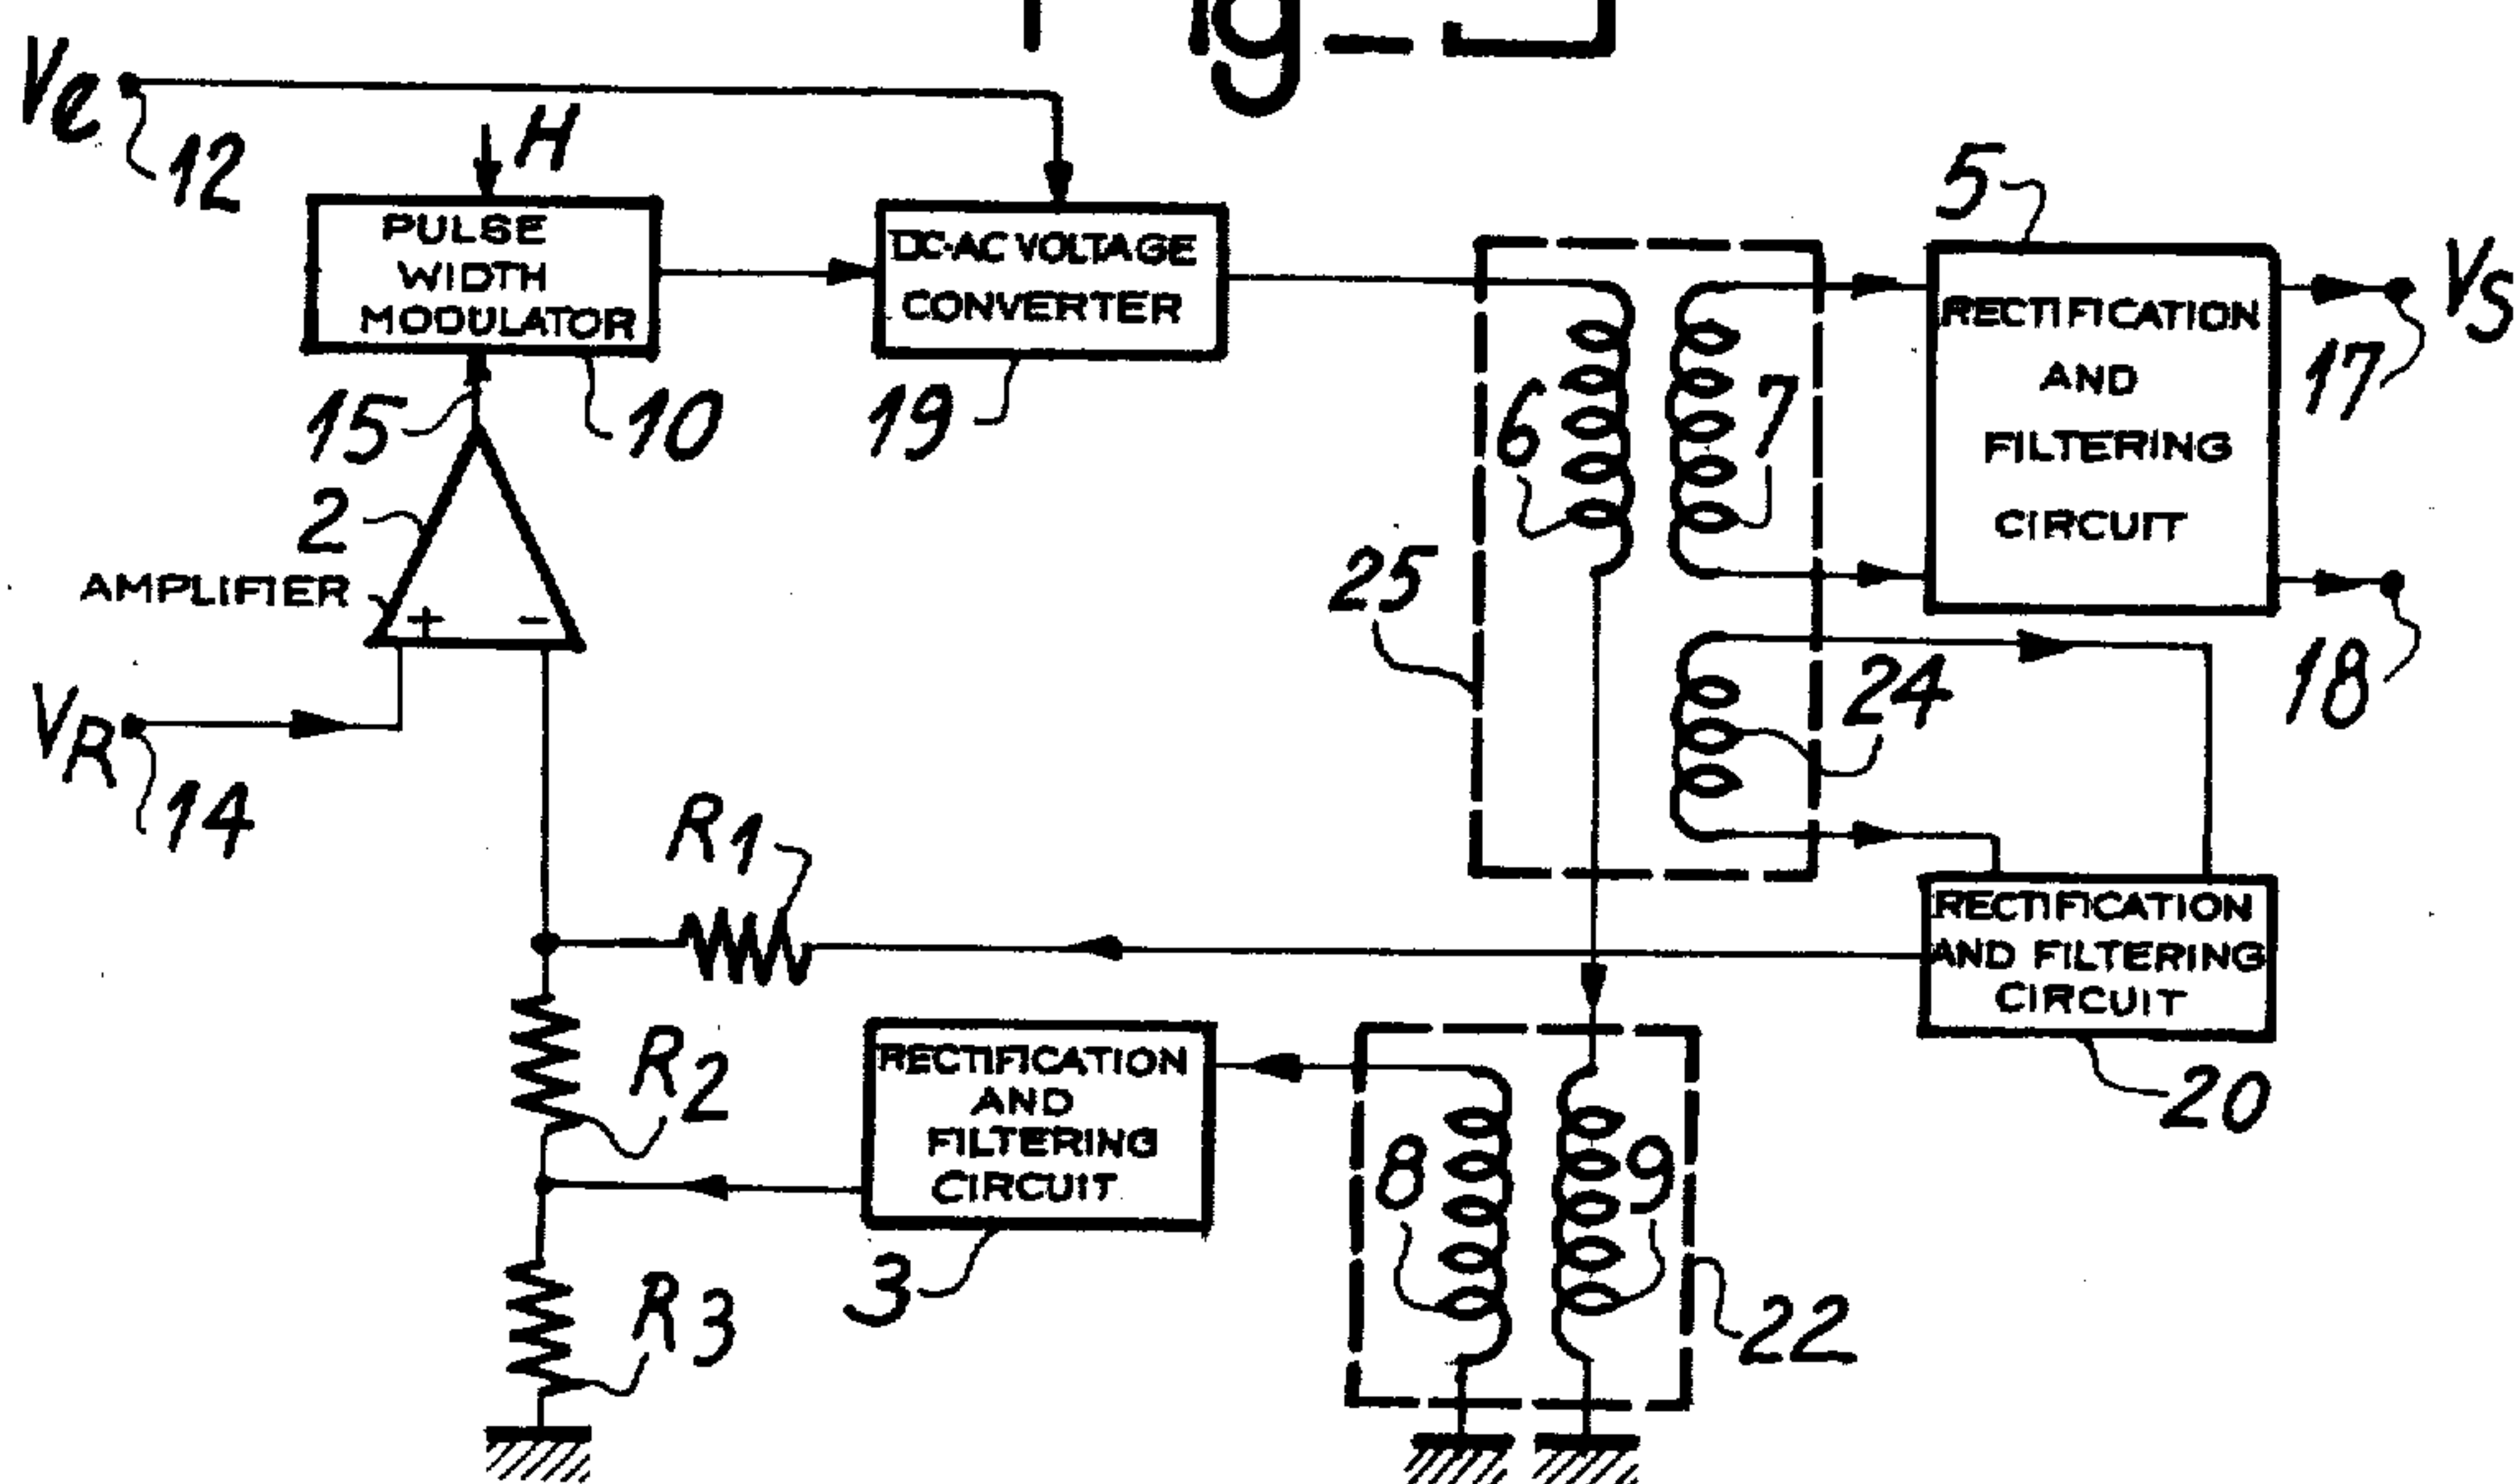 Ve
12
H
PULSE
WIDTH
MODULATOR
DC-AC VOLTAGE
CONVERTER
5
RECTIFICATION
AND
FILTERING
CIRCUIT
VS
17
18
15
10
19
6
7
2
AMPLIFIER
+ -
25
24
VR
14
R1
RECTIFICATION
AND FILTERING
CIRCUIT
20
R2
RECTIFICATION
AND
FILTERING
CIRCUIT
3
8
9
22
R3